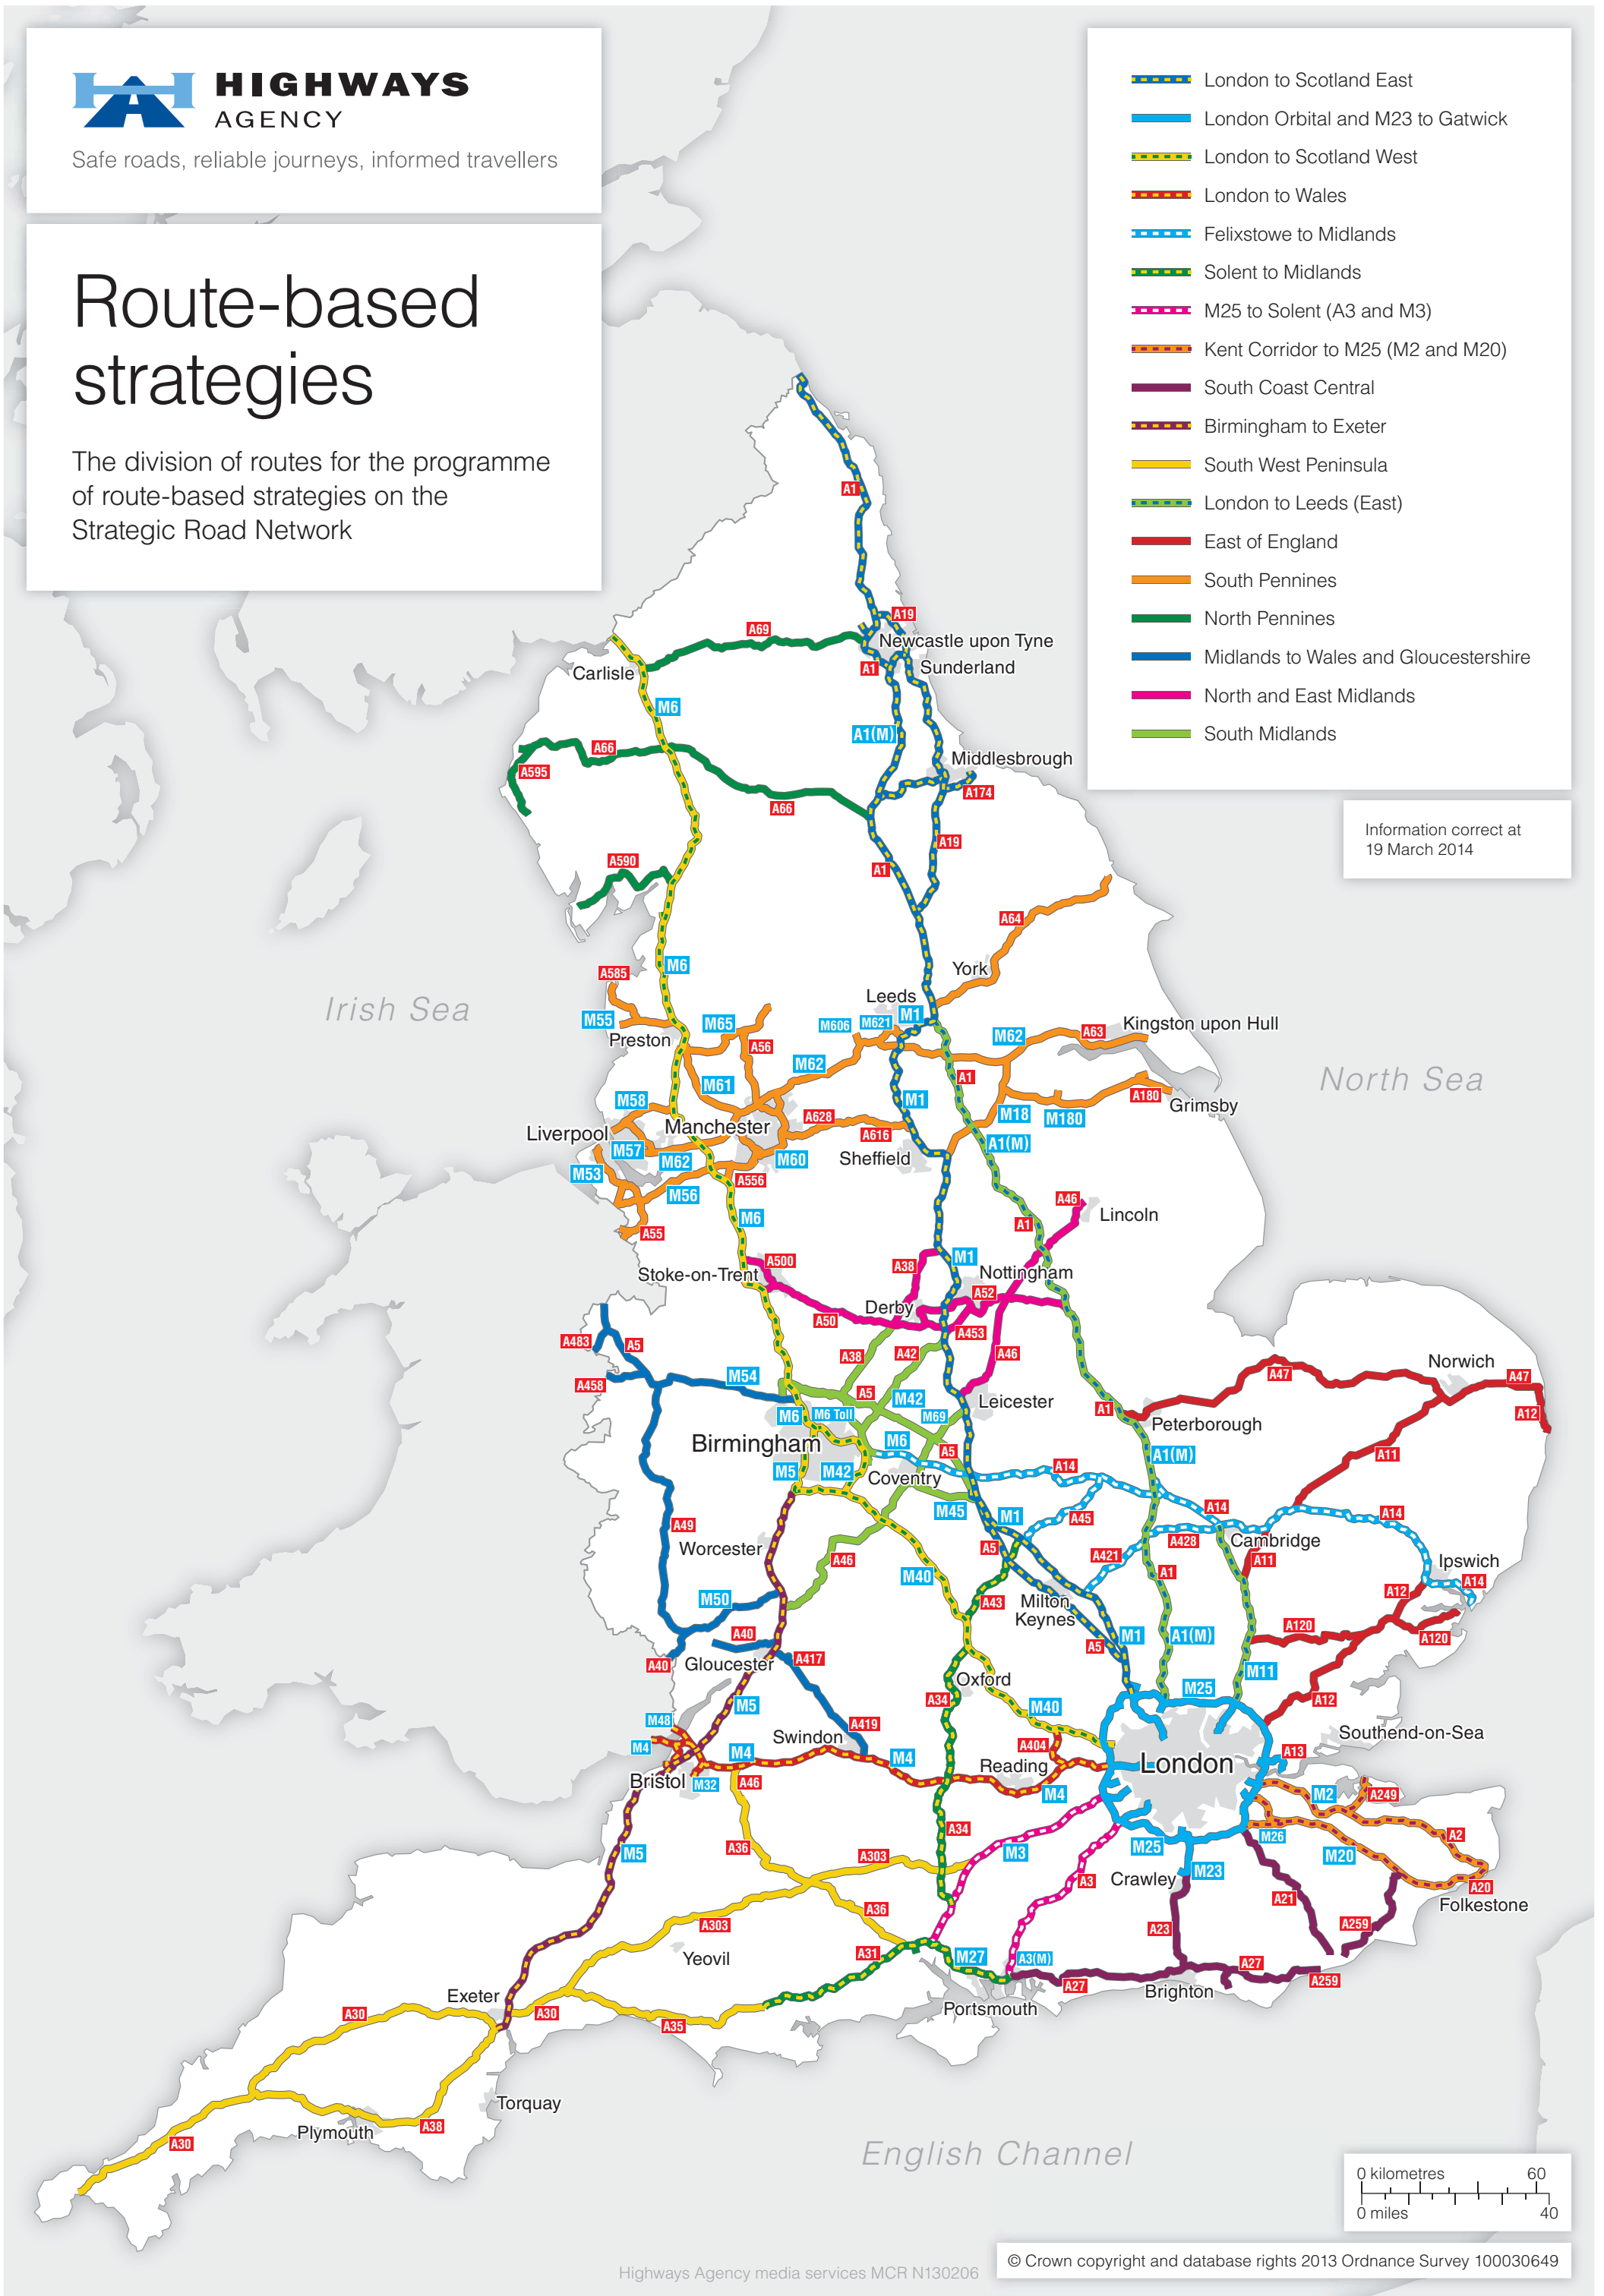 HIGHWAYS
AGENCY
Safe roads, reliable journeys, informed travellers
Route-based
strategies
The division of routes for the programme
of route-based strategies on the
Strategic Road Network
London to Scotland East
London Orbital and M23 to Gatwick
London to Scotland West
London to Wales
Felixstowe to Midlands
Solent to Midlands
M25 to Solent (A3 and M3)
Kent Corridor to M25 (M2 and M20)
South Coast Central
Birmingham to Exeter
South West Peninsula
London to Leeds (East)
East of England
South Pennines
North Pennines
Midlands to Wales and Gloucestershire
North and East Midlands
South Midlands
Information correct at
19 March 2014
A1
A19
A69
Newcastle upon Tyne
A1
Sunderland
Carlisle
M6
A1(M)
A66
Middlesbrough
A595
A174
A66
A19
A590
A1
A64
M6
York
A585
Leeds
M55
M65
M606
M621
M1
Kingston upon Hull
Preston
A56
M62
M62
A63
M61
A1
M58
M1
A180
Grimsby
A628
M18
M180
Liverpool
Manchester
A616
A1(M)
M57
M62
M60
Sheffield
M53
A556
M56
A46
Lincoln
M6
A1
A55
M1
A500
A38
Nottingham
Stoke-on-Trent
A52
Derby
A50
A453
A483
A5
A38
A42
A46
Norwich
M54
A47
A47
A458
A5
M42
Leicester
A1
A12
M6
M6 Toll
M69
Peterborough
Birmingham
M6
A5
A1(M)
A11
M5
M42
Coventry
A14
M45
M1
A14
A14
A45
A49
Worcester
A5
A428
Cambridge
A46
A421
A11
Ipswich
M40
A1
A14
M50
A43
Milton
Keynes
A12
A40
A5
M1
A1(M)
A120
A120
A40
Gloucester
A417
M11
Oxford
M25
M5
A34
M40
A12
M48
A419
Swindon
Southend-on-Sea
M4
M4
M4
A404
A13
Reading
London
Bristol
M32
A46
M4
M2
A249
A34
M26
A2
A36
M5
A303
M3
M25
M20
Crawley
M23
A3
A20
A36
A21
Folkestone
A303
A23
A259
Yeovil
A31
M27
A3(M)
A27
A27
A259
Exeter
Brighton
A30
A30
A35
Portsmouth
Torquay
Plymouth
A38
A30
Irish Sea
North Sea
English Channel
0 kilometres 60
0 miles 40
© Crown copyright and database rights 2013 Ordnance Survey 100030649
Highways Agency media services MCR N130206